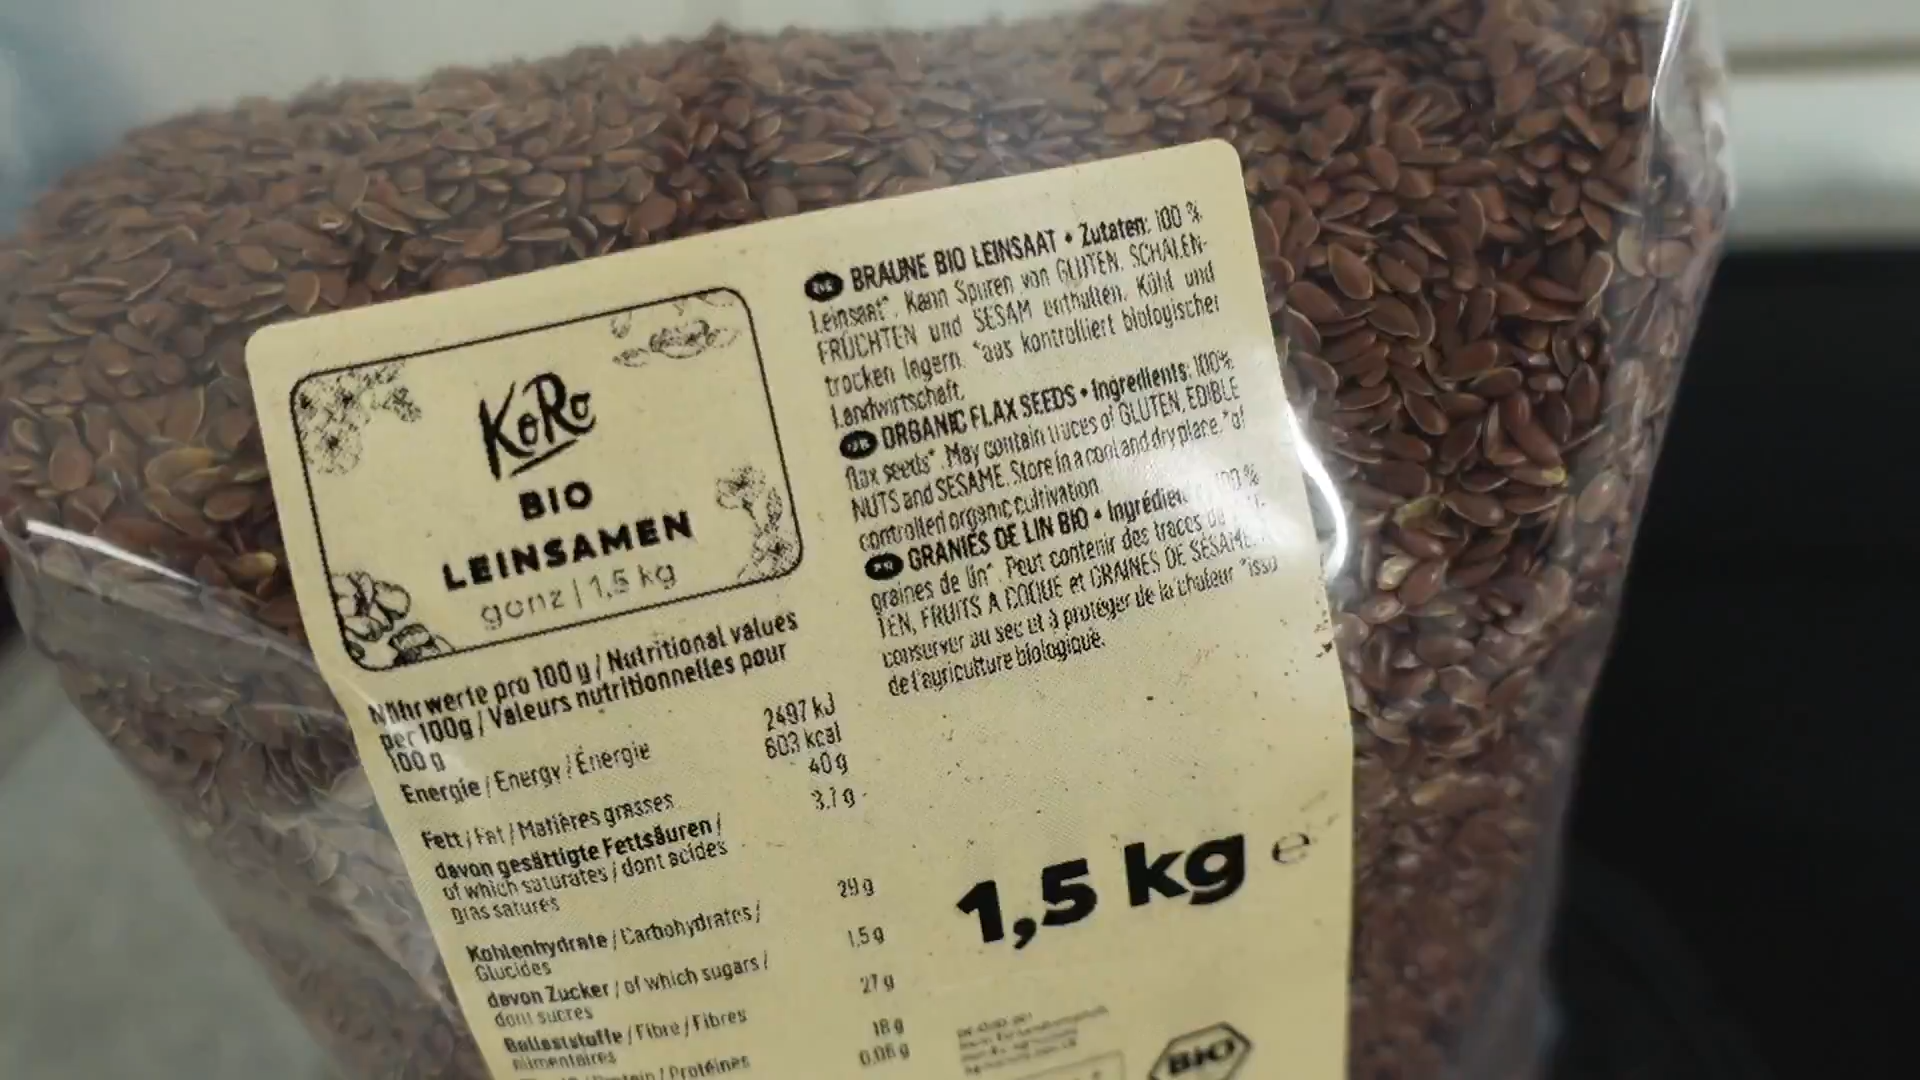 KoRo
BIO
LEINSAMEN
ganz | 1,5 kg
Nährwerte pro 100 g / Nutritional values
per 100g / Valeurs nutritionnelles pour
100 g
Energie / Energy / Énergie
2497 kJ
603 kcal
Fett / Fat / Matières grasses
40 g
davon gesättigte Fettsäuren /
of which saturates / dont acides
gras saturés
3,7 g
Kohlenhydrate / Carbohydrates /
Glucides
29 g
davon Zucker / of which sugars /
dont sucres
1,5 g
Ballaststoffe / Fibre / Fibres
alimentaires
27 g
Protein / Protéines
18 g
0,06 g
DE BRAUNE BIO LEINSAAT • Zutaten: 100 %
Leinsaat*. Kann Spuren von GLUTEN, SCHALEN-
FRÜCHTEN und SESAM enthalten. Kühl und
trocken lagern. *aus kontrolliert biologischer
Landwirtschaft.
GB ORGANIC FLAX SEEDS • Ingredients: 100%
flax seeds*. May contain traces of GLUTEN, EDIBLE
NUTS and SESAME. Store in a cool and dry place. *of
controlled organic cultivation.
FR GRANIES DE LIN BIO • 100 %
graines de lin*. Peut contenir des traces de
TEN, FRUITS A COQUE et GRAINES DE SÉSAME.
conserver au sec et à protéger de la chaleur *issu
de l'agriculture biologique.
1,5 kg e
BIO